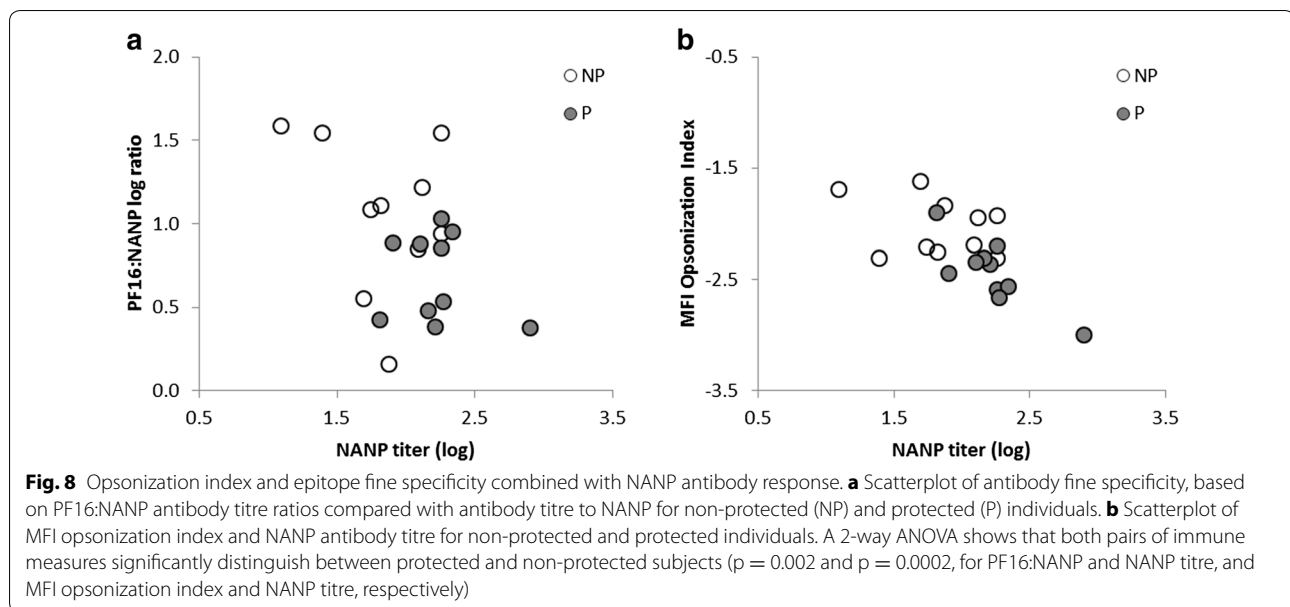 a
b
2.0
1.5
1.0
0.5
0.0
PF16:NANP log ratio
NP
P
0.5
1.5
2.5
3.5
NANP titer (log)
-0.5
-1.5
-2.5
-3.5
MFI Opsonization Index
NP
P
0.5
1.5
2.5
3.5
NANP titer (log)
Fig. 8 Opsonization index and epitope fine specificity combined with NANP antibody response. a Scatterplot of antibody fine specificity, based
on PF16:NANP antibody titre ratios compared with antibody titre to NANP for non-protected (NP) and protected (P) individuals. b Scatterplot of
MFI opsonization index and NANP antibody titre for non-protected and protected individuals. A 2-way ANOVA shows that both pairs of immune
measures significantly distinguish between protected and non-protected subjects (p = 0.002 and p = 0.0002, for PF16:NANP and NANP titre, and
MFI opsonization index and NANP titre, respectively)